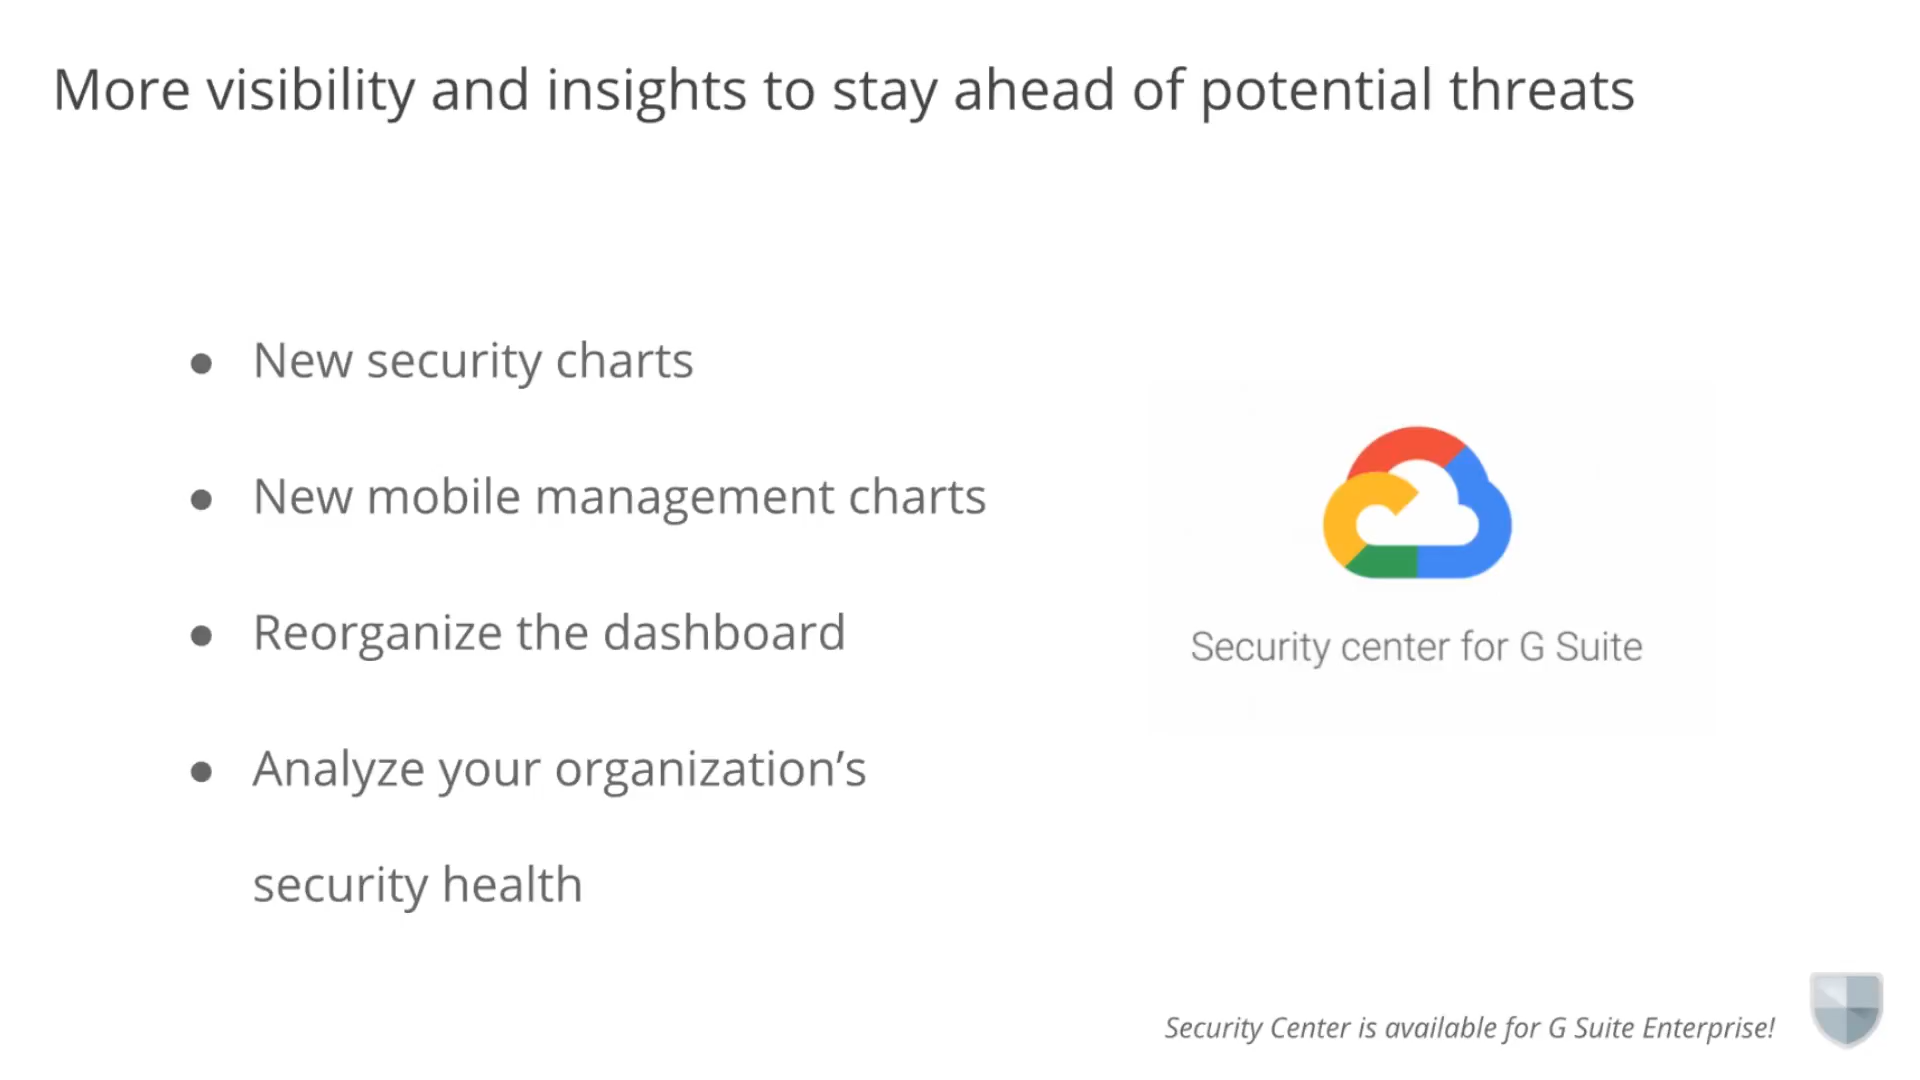 More visibility and insights to stay ahead of potential threats
● New security charts
● New mobile management charts
● Reorganize the dashboard
● Analyze your organization’s
security health
Security center for G Suite
Security Center is available for G Suite Enterprise!